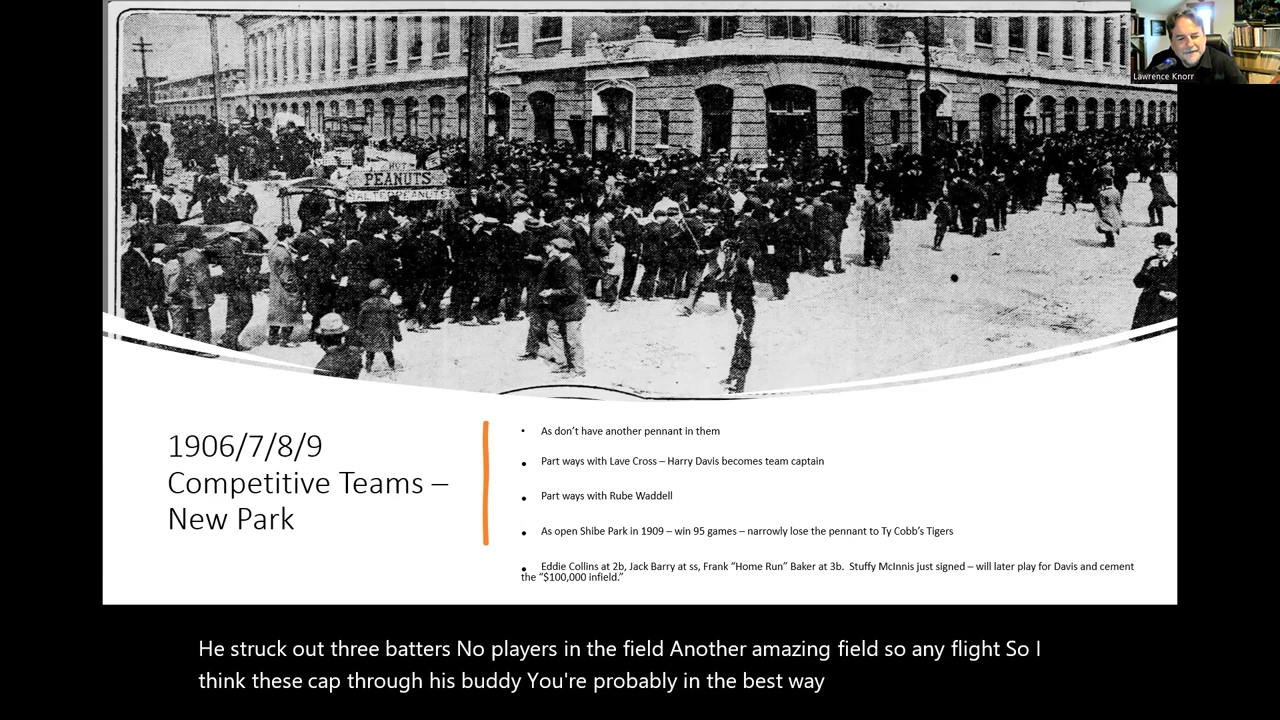 HOT
PEANUTS
SALTED PEANUTS
Lawrence Knorr
1906/7/8/9
Competitive Teams –
New Park
• As don’t have another pennant in them
• Part ways with Lave Cross – Harry Davis becomes team captain
• Part ways with Rube Waddell
• As open Shibe Park in 1909 – win 95 games – narrowly lose the pennant to Ty Cobb’s Tigers
• Eddie Collins at 2b, Jack Barry at ss, Frank “Home Run” Baker at 3b. Stuffy McInnis just signed – will later play for Davis and cement
the “$100,000 infield.”
He struck out three batters No players in the field Another amazing field so any flight So I
think these cap through his buddy You're probably in the best way